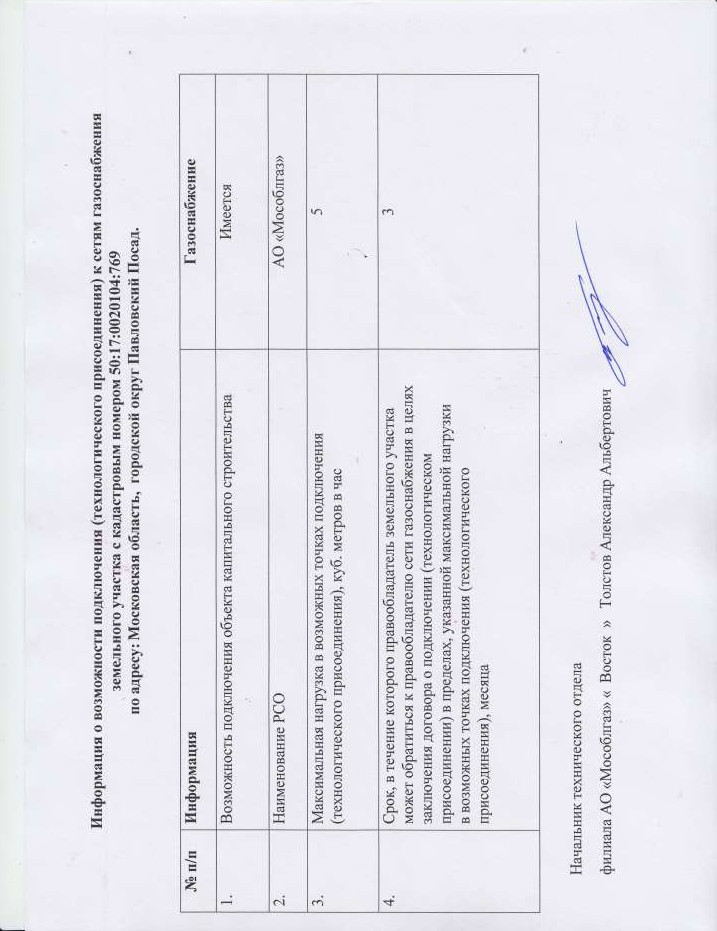 Информация о возможности подключения (технологического присоединения) к сетям газоснабжения
земельного участка с кадастровым номером 50:17:0020104:769
по адресу: Московская область, городской округ Павловский Посад.
№ п/п Информация Газоснабжение
1. Возможность подключения объекта капитального строительства Имеется
2. Наименование РСО АО «Мособлгаз»
3. Максимальная нагрузка в возможных точках подключения 5
(технологического присоединения), куб. метров в час
4. Срок, в течение которого правообладатель земельного участка 3
может обратиться к правообладателю сети газоснабжения в целях
заключения договора о подключении (технологическом
присоединении) в пределах, указанной максимальной нагрузки
в возможных точках подключения (технологического
присоединения), месяца
Начальник технического отдела
филиала АО «Мособлгаз» « Восток » Толстов Александр Альбертович